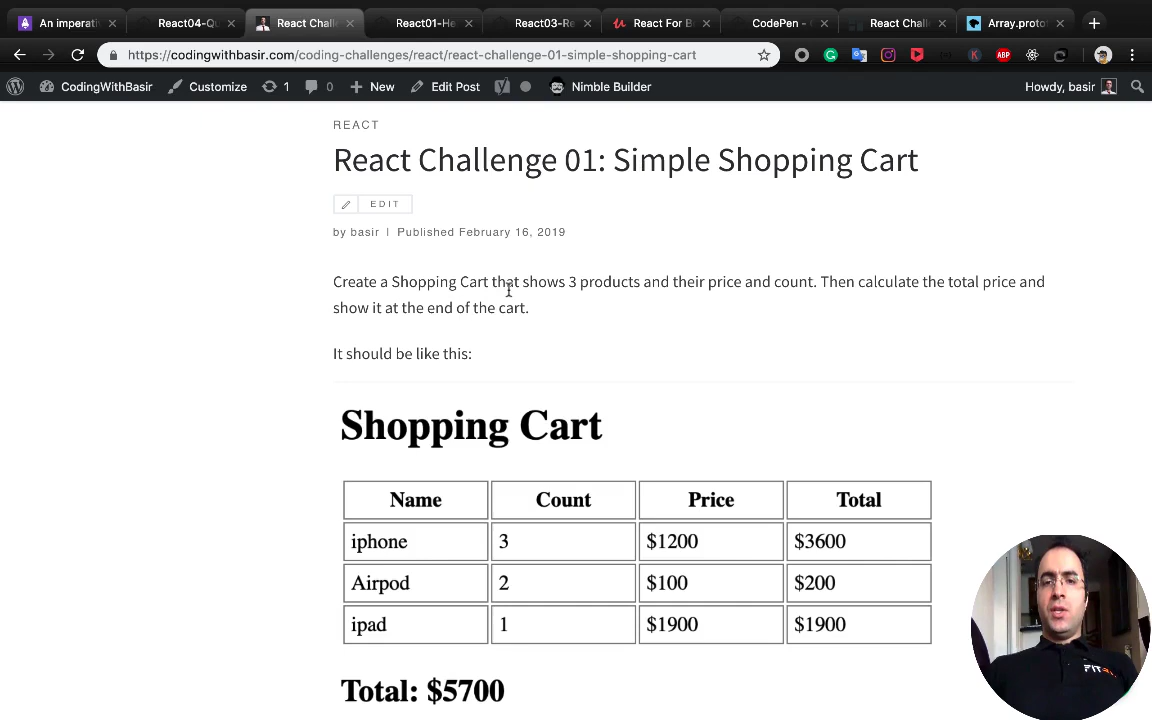 An imperati
React04-Qu
React Chall
React01-He
React03-Re
React For B
CodePen -
React Chall
Array.proto
https://codingwithbasir.com/coding-challenges/react/react-challenge-01-simple-shopping-cart
CodingWithBasir Customize 1 0 New Edit Post Nimble Builder Howdy, basir
REACT
React Challenge 01: Simple Shopping Cart
EDIT
by basir | Published February 16, 2019
Create a Shopping Cart that shows 3 products and their price and count. Then calculate the total price and
show it at the end of the cart.
It should be like this:
Shopping Cart
Name Count Price Total
iphone 3 $1200 $3600
Airpod 2 $100 $200
ipad 1 $1900 $1900
Total: $5700
ABP